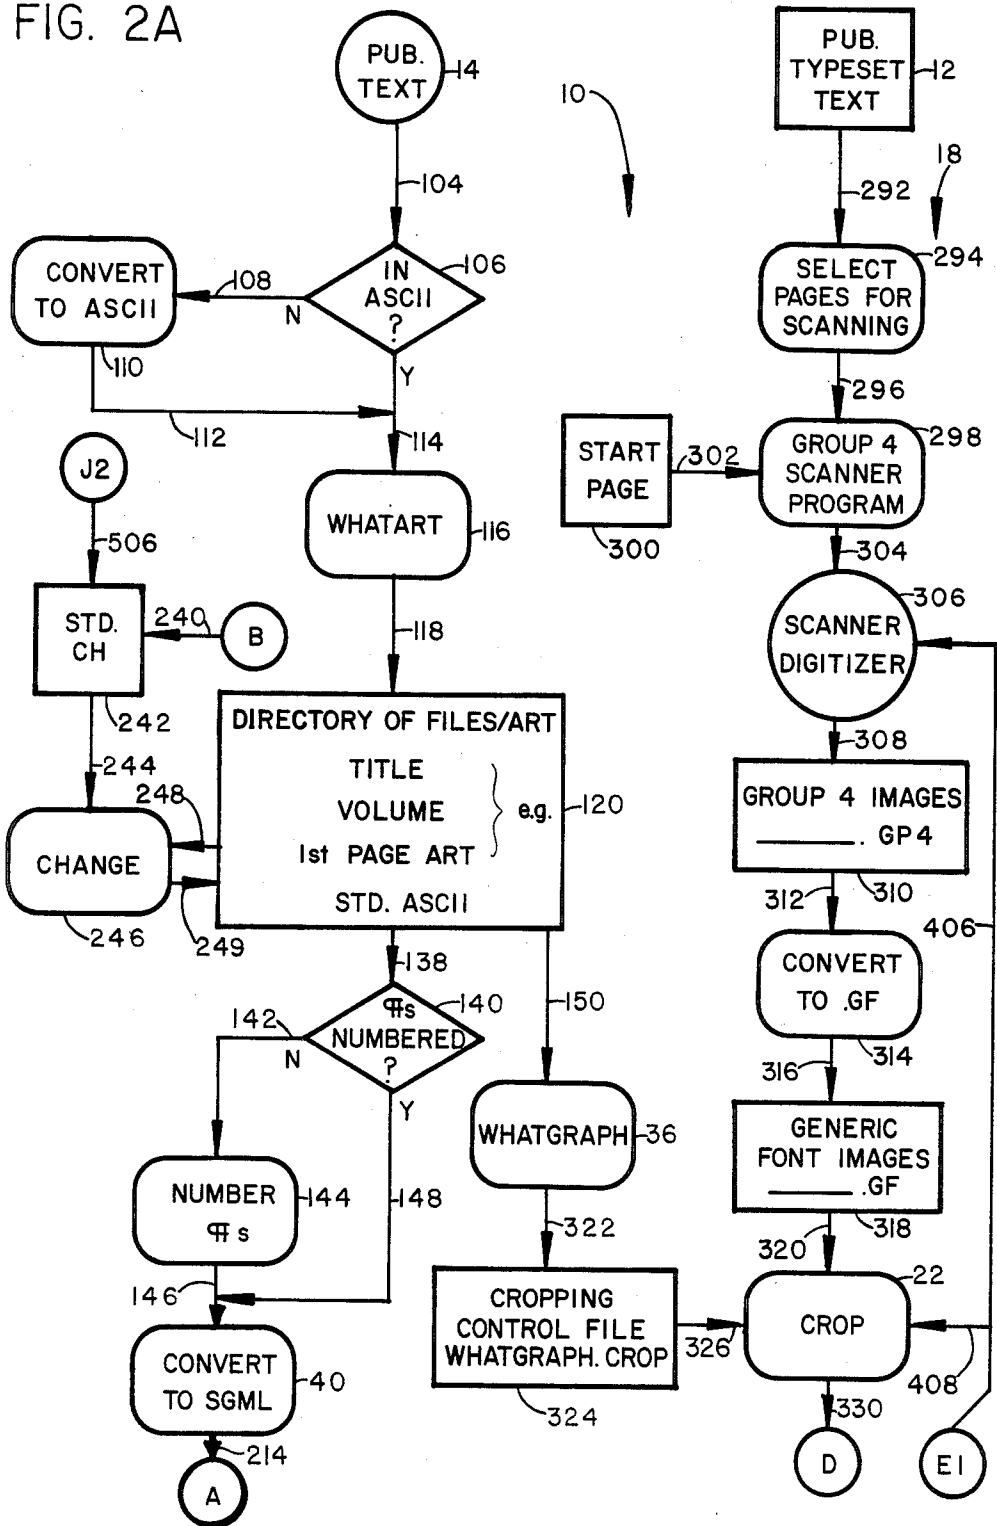 FIG. 2A
PUB.
TEXT
14
104
IN
ASCII
?
106
N
Y
108
CONVERT
TO ASCII
110
112
114
WHATART
116
118
J2
506
STD.
CH
240
B
242
244
248
CHANGE
246
249
DIRECTORY OF FILES/ART
TITLE
VOLUME
1st PAGE ART
e.g.
STD. ASCII
120
138
¶s
NUMBERED
?
140
142
N
Y
150
NUMBER
¶s
144
148
146
CONVERT
TO SGML
40
214
A
WHATGRAPH
36
322
CROPPING
CONTROL FILE
WHATGRAPH.CROP
324
326
10
PUB.
TYPESET
TEXT
12
292
18
SELECT
PAGES FOR
SCANNING
294
296
START
PAGE
300
302
GROUP 4
SCANNER
PROGRAM
298
304
SCANNER
DIGITIZER
306
308
GROUP 4 IMAGES
______. GP4
310
312
CONVERT
TO .GF
314
316
GENERIC
FONT IMAGES
______ .GF
318
320
CROP
22
406
408
330
D
E1